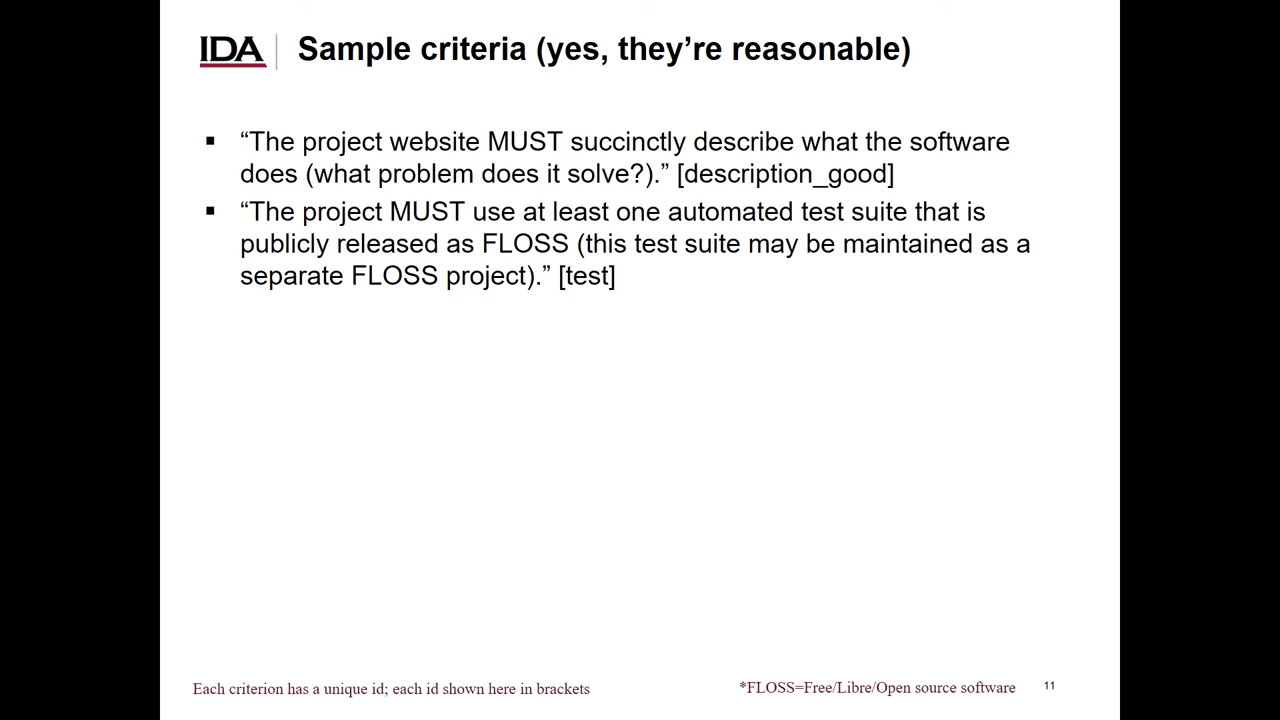 IDA
Sample criteria (yes, they’re reasonable)
▪ “The project website MUST succinctly describe what the software
does (what problem does it solve?).” [description_good]
▪ “The project MUST use at least one automated test suite that is
publicly released as FLOSS (this test suite may be maintained as a
separate FLOSS project).” [test]
Each criterion has a unique id; each id shown here in brackets
*FLOSS=Free/Libre/Open source software
11